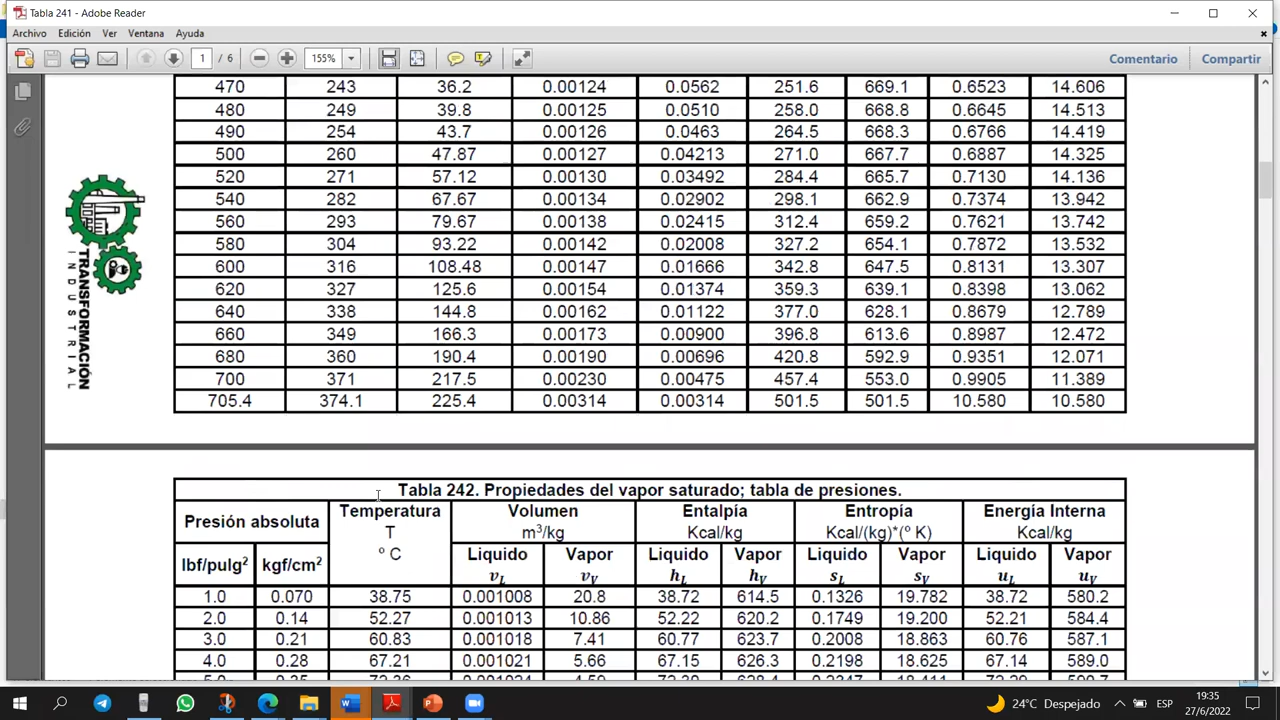 Tabla 241 - Adobe Reader
Archivo Edición Ver Ventana Ayuda
1 / 6 155% Comentario Compartir
470 243 36.2 0.00124 0.0562 251.6 669.1 0.6523 14.606
480 249 39.8 0.00125 0.0510 258.0 668.8 0.6645 14.513
490 254 43.7 0.00126 0.0463 264.5 668.3 0.6766 14.419
500 260 47.87 0.00127 0.04213 271.0 667.7 0.6887 14.325
520 271 57.12 0.00130 0.03492 284.4 665.7 0.7130 14.136
540 282 67.67 0.00134 0.02902 298.1 662.9 0.7374 13.942
560 293 79.67 0.00138 0.02415 312.4 659.2 0.7621 13.742
580 304 93.22 0.00142 0.02008 327.2 654.1 0.7872 13.532
600 316 108.48 0.00147 0.01666 342.8 647.5 0.8131 13.307
620 327 125.6 0.00154 0.01374 359.3 639.1 0.8398 13.062
640 338 144.8 0.00162 0.01122 377.0 628.1 0.8679 12.789
660 349 166.3 0.00173 0.00900 396.8 613.6 0.8987 12.472
680 360 190.4 0.00190 0.00696 420.8 592.9 0.9351 12.071
700 371 217.5 0.00230 0.00475 457.4 553.0 0.9905 11.389
705.4 374.1 225.4 0.00314 0.00314 501.5 501.5 10.580 10.580
TRANSFORMACIÓN
INDUSTRIAL
Tabla 242. Propiedades del vapor saturado; tabla de presiones.
Presión absoluta Temperatura Volumen Entalpía Entropía Energía Interna
T m³/kg Kcal/kg Kcal/(kg)*(º K) Kcal/kg
lbf/pulg² kgf/cm² º C Liquido Vapor Liquido Vapor Liquido Vapor Liquido Vapor
v_L v_V h_L h_V s_L s_V u_L u_V
1.0 0.070 38.75 0.001008 20.8 38.72 614.5 0.1326 19.782 38.72 580.2
2.0 0.14 52.27 0.001013 10.86 52.22 620.2 0.1749 19.200 52.21 584.4
3.0 0.21 60.83 0.001018 7.41 60.77 623.7 0.2008 18.863 60.76 587.1
4.0 0.28 67.21 0.001021 5.66 67.15 626.3 0.2198 18.625 67.14 589.0
24°C Despejado ESP 19:35
27/6/2022